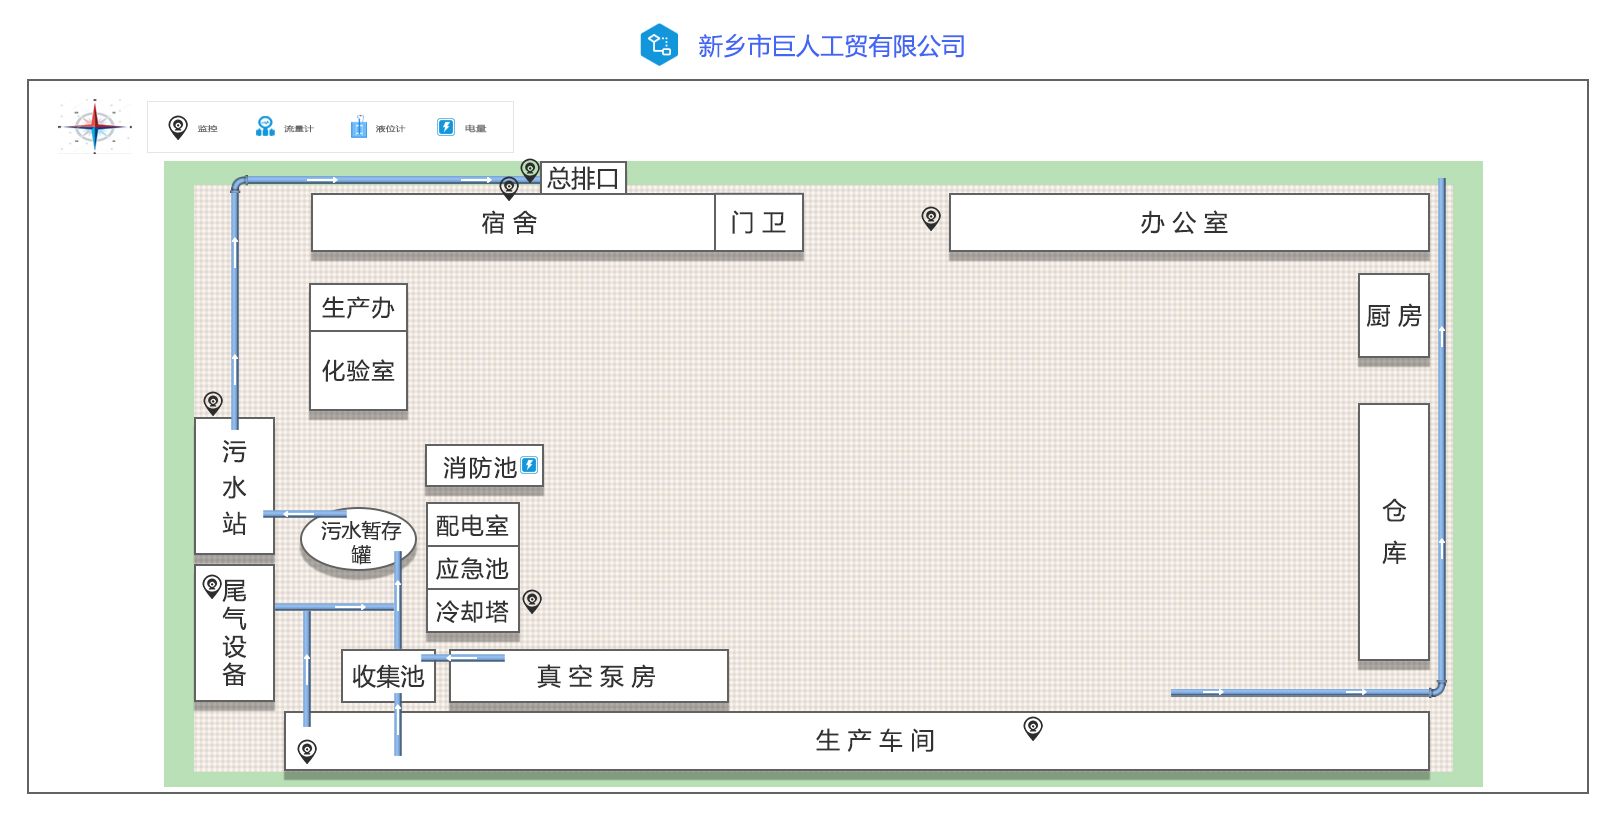 新乡市巨人工贸有限公司
监控
流量计
液位计
电量
总排口
宿舍
门卫
办公室
生产办
化验室
厨房
污
水
站
消防池
污水暂存
罐
配电室
应急池
冷却塔
仓
库
尾
气
设
备
收集池
真空泵房
生产车间